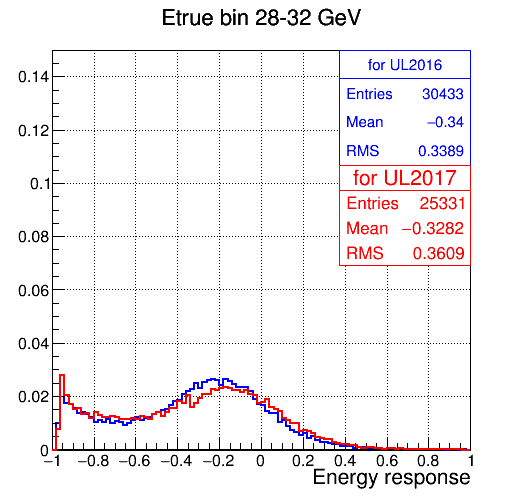 Etrue bin 28-32 GeV
for UL2016
Entries 30433
Mean −0.34
RMS 0.3389
for UL2017
Entries 25331
Mean −0.3282
RMS 0.3609
0.14
0.12
0.1
0.08
0.06
0.04
0.02
0
−1 −0.8 −0.6 −0.4 −0.2 0 0.2 0.4 0.6 0.8 1
Energy response